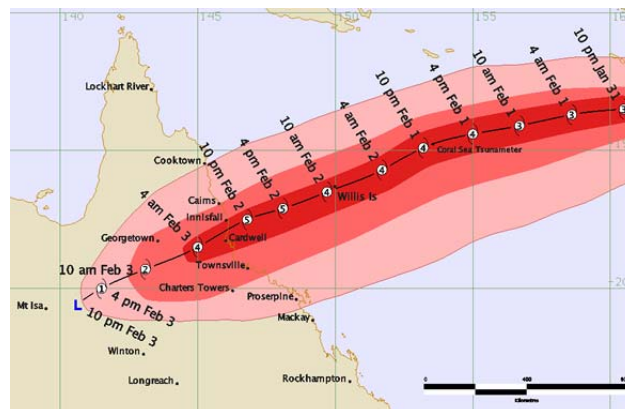 140
145
150
155
16
Lockhart River
10 pm Jan 31
4 am Feb 1
10 am Feb 1
4 pm Feb 1
10 pm Feb 1
4 am Feb 2
10 am Feb 2
4 pm Feb 2
10 pm Feb 2
4 am Feb 3
3
3
3
4
4
4
4
5
5
4
2
1
Coral Sea
Cooktown
Willis Is
Cairns
Innisfail
Cardwell
Georgetown
Townsville
10 am Feb 3
Charters Towers
20
4 pm Feb 3
Proserpine
L
Mt Isa
10 pm Feb 3
Mackay
Winton
Longreach
Rockhampton
0
400
Kilometres